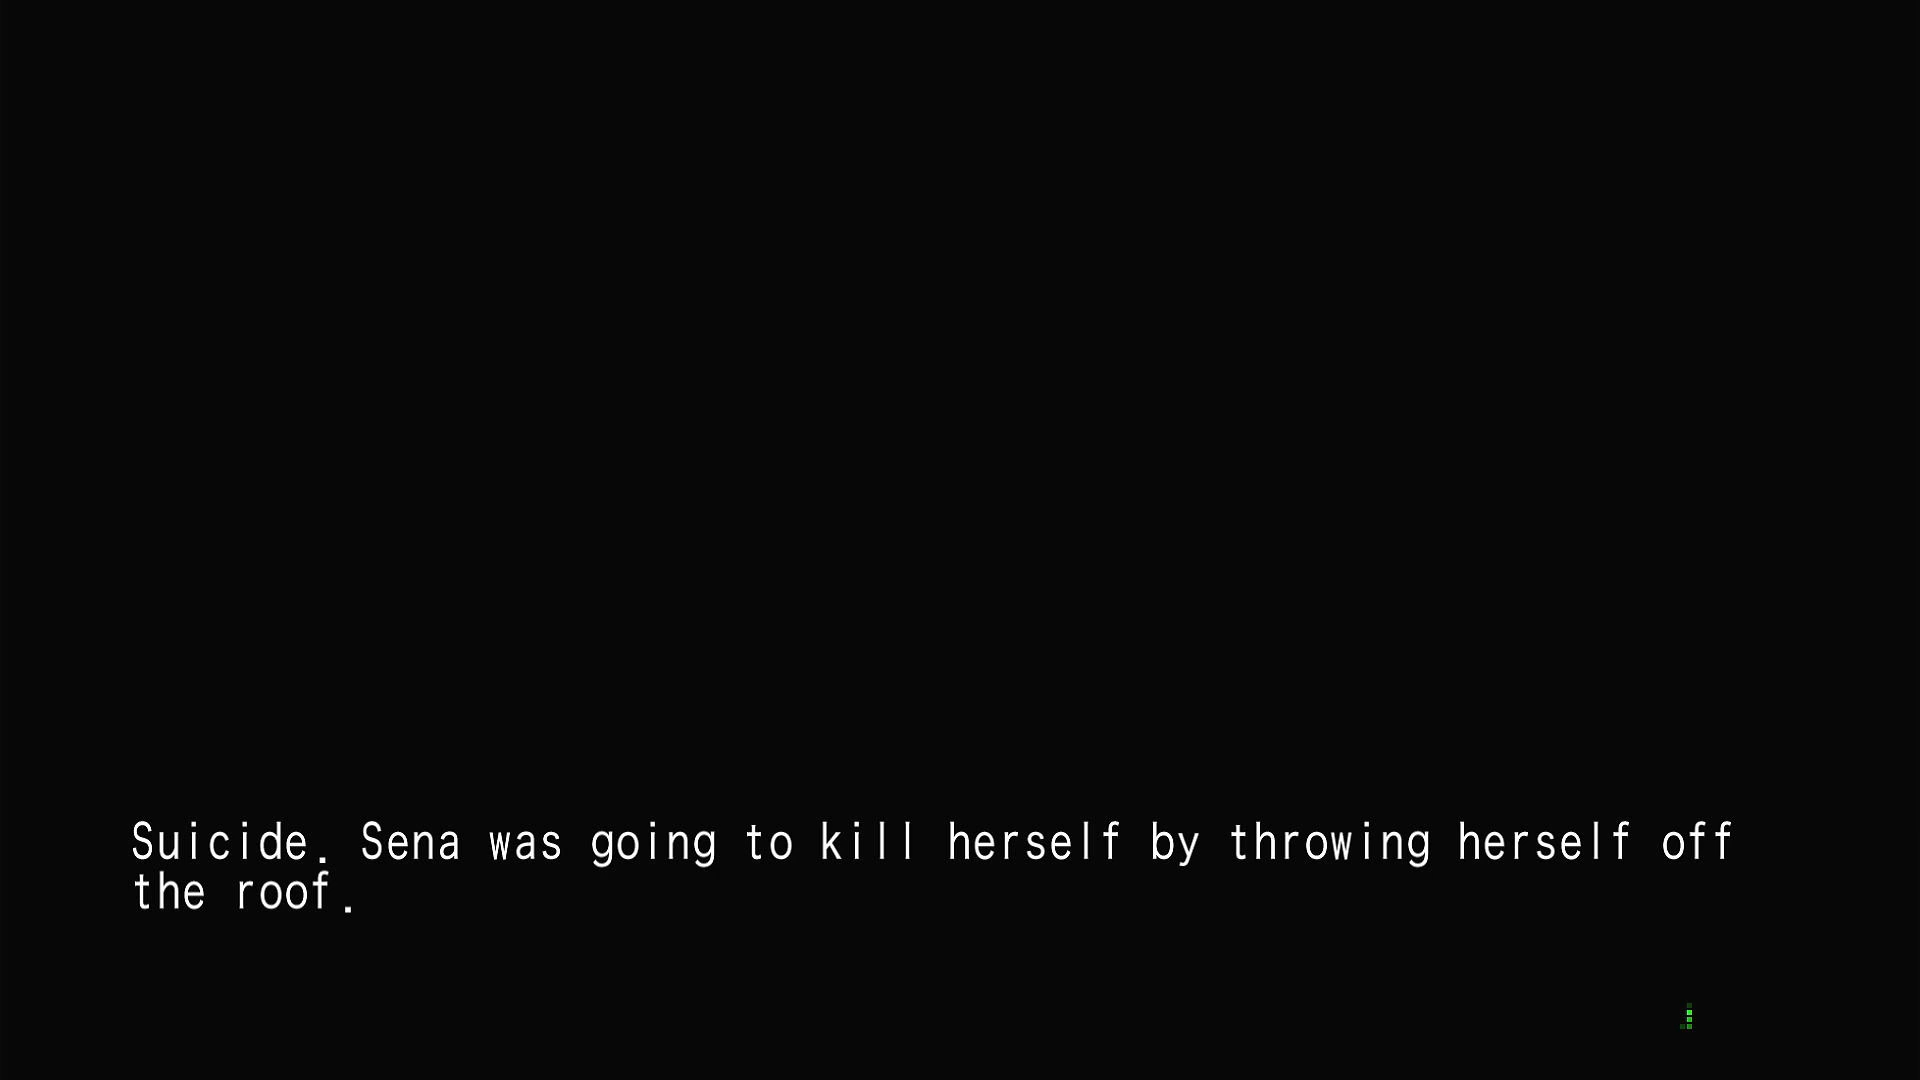 Suicide. Sena was going to kill herself by throwing herself off
the roof.